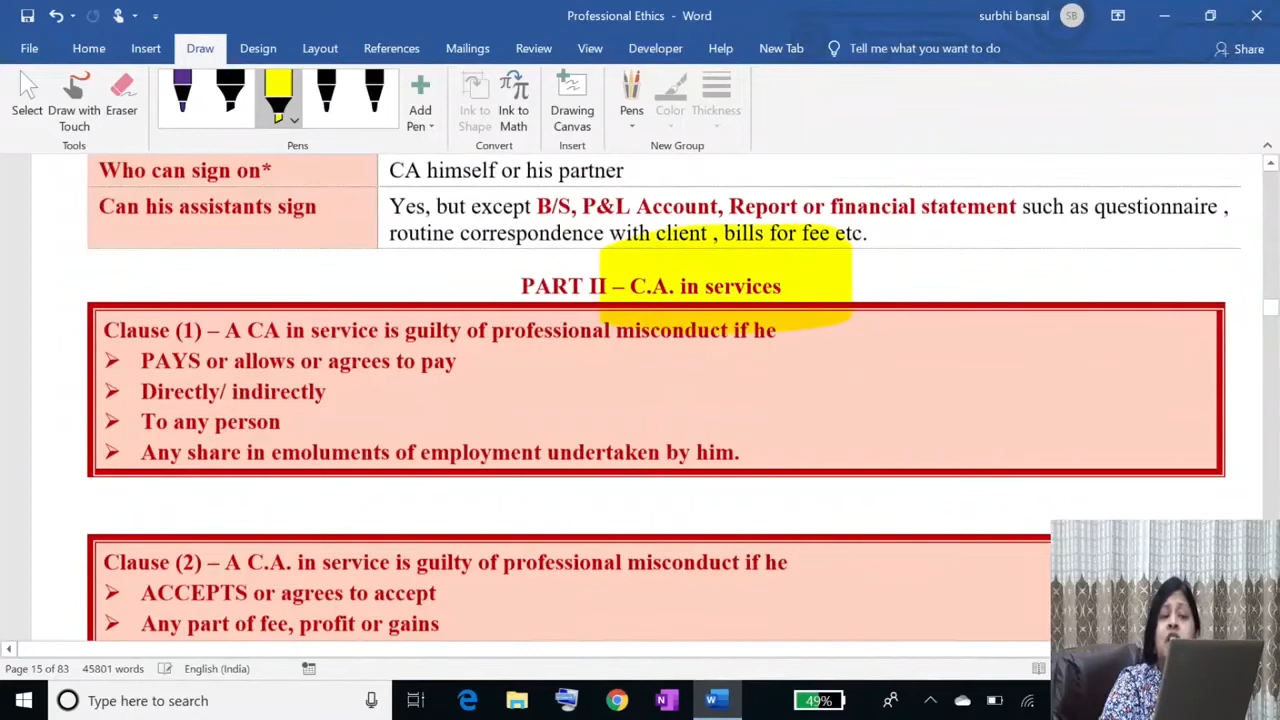 Professional Ethics - Word
surbhi bansal SB
File Home Insert Draw Design Layout References Mailings Review View Developer Help New Tab Tell me what you want to do Share
Select Draw with Touch Eraser Add Pen Ink to Shape Ink to Math Drawing Canvas Pens Color Thickness
Tools Pens Convert Insert New Group
Who can sign on* CA himself or his partner
Can his assistants sign Yes, but except B/S, P&L Account, Report or financial statement such as questionnaire ,
routine correspondence with client , bills for fee etc.
PART II – C.A. in services
Clause (1) – A CA in service is guilty of professional misconduct if he
➢ PAYS or allows or agrees to pay
➢ Directly/ indirectly
➢ To any person
➢ Any share in emoluments of employment undertaken by him.
Clause (2) – A C.A. in service is guilty of professional misconduct if he
➢ ACCEPTS or agrees to accept
➢ Any part of fee, profit or gains
Page 15 of 83 45801 words English (India)
Type here to search 49%